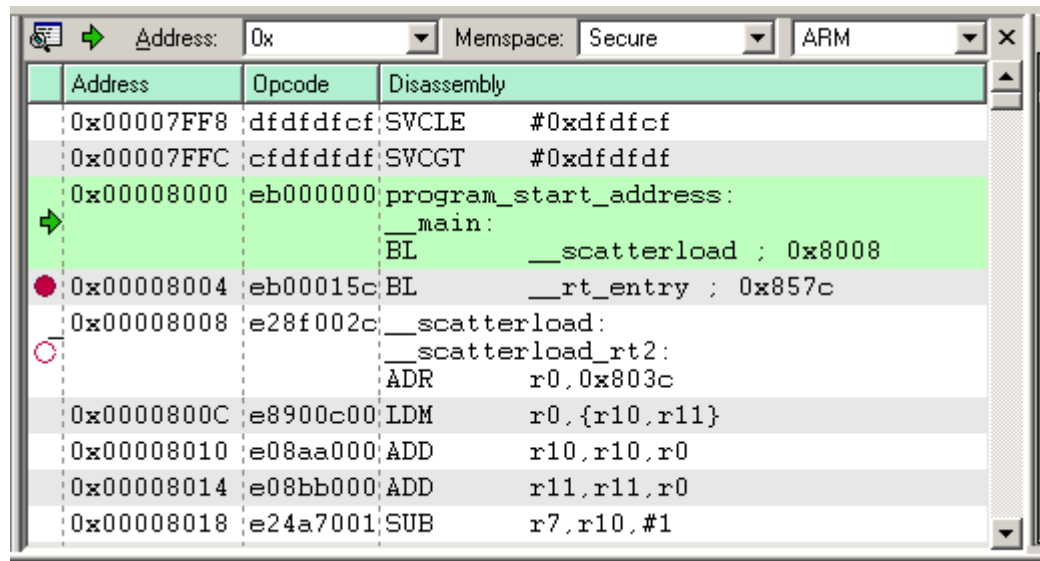 Address: 0x Memspace: Secure ARM
Address Opcode Disassembly
0x00007FF8 dfdfdfcf SVCLE #0xdfdfcf
0x00007FFC cfdfdfdf SVCGT #0xdfdfdf
0x00008000 eb000000 program_start_address:
__main:
BL __scatterload ; 0x8008
0x00008004 eb00015c BL __rt_entry ; 0x857c
0x00008008 e28f002c __scatterload:
__scatterload_rt2:
ADR r0,0x803c
0x0000800C e8900c00 LDM r0,{r10,r11}
0x00008010 e08aa000 ADD r10,r10,r0
0x00008014 e08bb000 ADD r11,r11,r0
0x00008018 e24a7001 SUB r7,r10,#1